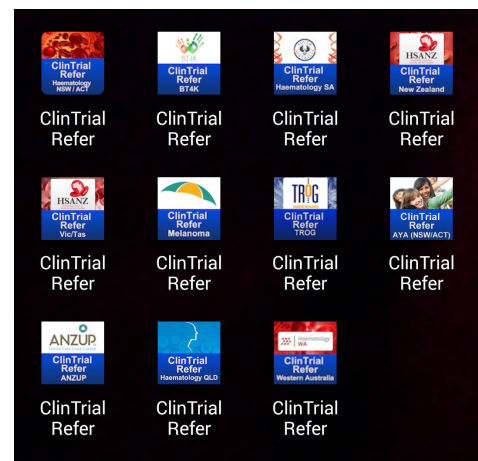 ClinTrial
Refer
Haematology
NSW / ACT
ClinTrial
Refer
BT4K
BT4K
ClinTrial
Refer
Haematology SA
ClinTrial
Refer
HSANZ
ClinTrial
Refer
New Zealand
ClinTrial
Refer
ClinTrial
Refer
HSANZ
ClinTrial
Refer
Vic/Tas
ClinTrial
Refer
ClinTrial
Refer
Melanoma
ClinTrial
Refer
TROG
ClinTrial
Refer
TROG
ClinTrial
Refer
ClinTrial
Refer
AYA (NSW/ACT)
ClinTrial
Refer
ANZUP
ClinTrial
Refer
ANZUP
ClinTrial
Refer
ClinTrial
Refer
Haematology QLD
ClinTrial
Refer
Haematology
WA
ClinTrial
Refer
Western Australia
ClinTrial
Refer